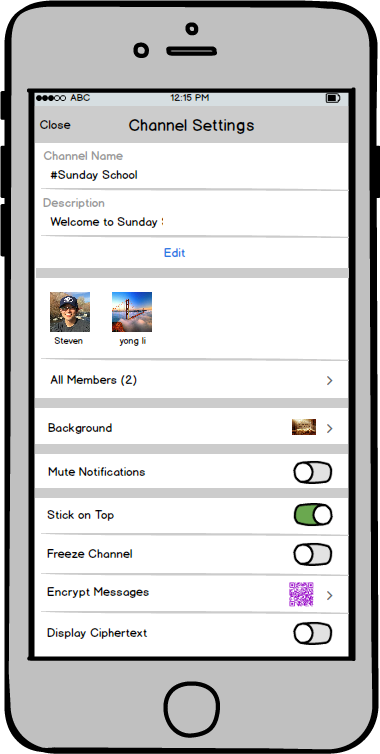 ABC 12:15 PM
Close Channel Settings
Channel Name
#Sunday School
Description
Welcome to Sunday
Edit
Steven yong li
All Members (2)
Background
Mute Notifications
Stick on Top
Freeze Channel
Encrypt Messages
Display Ciphertext